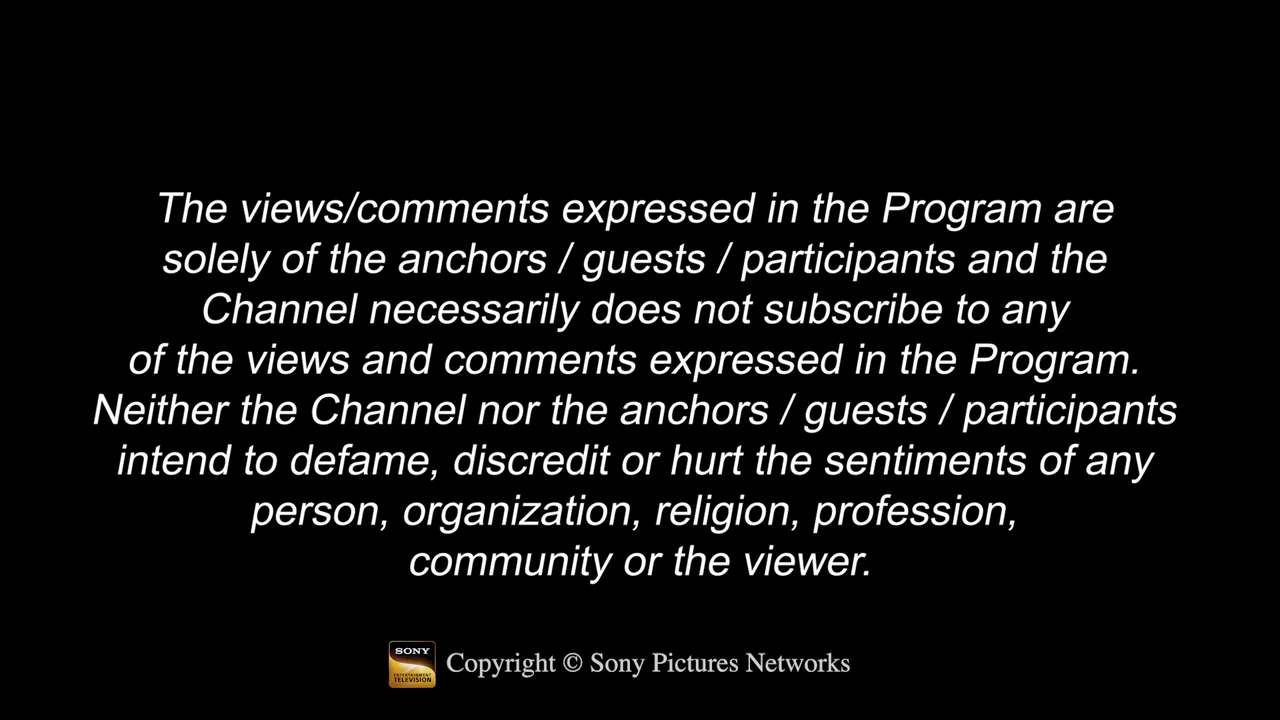 The views/comments expressed in the Program are
solely of the anchors / guests / participants and the
Channel necessarily does not subscribe to any
of the views and comments expressed in the Program.
Neither the Channel nor the anchors / guests / participants
intend to defame, discredit or hurt the sentiments of any
person, organization, religion, profession,
community or the viewer.
SONY
ENTERTAINMENT
TELEVISION
Copyright © Sony Pictures Networks